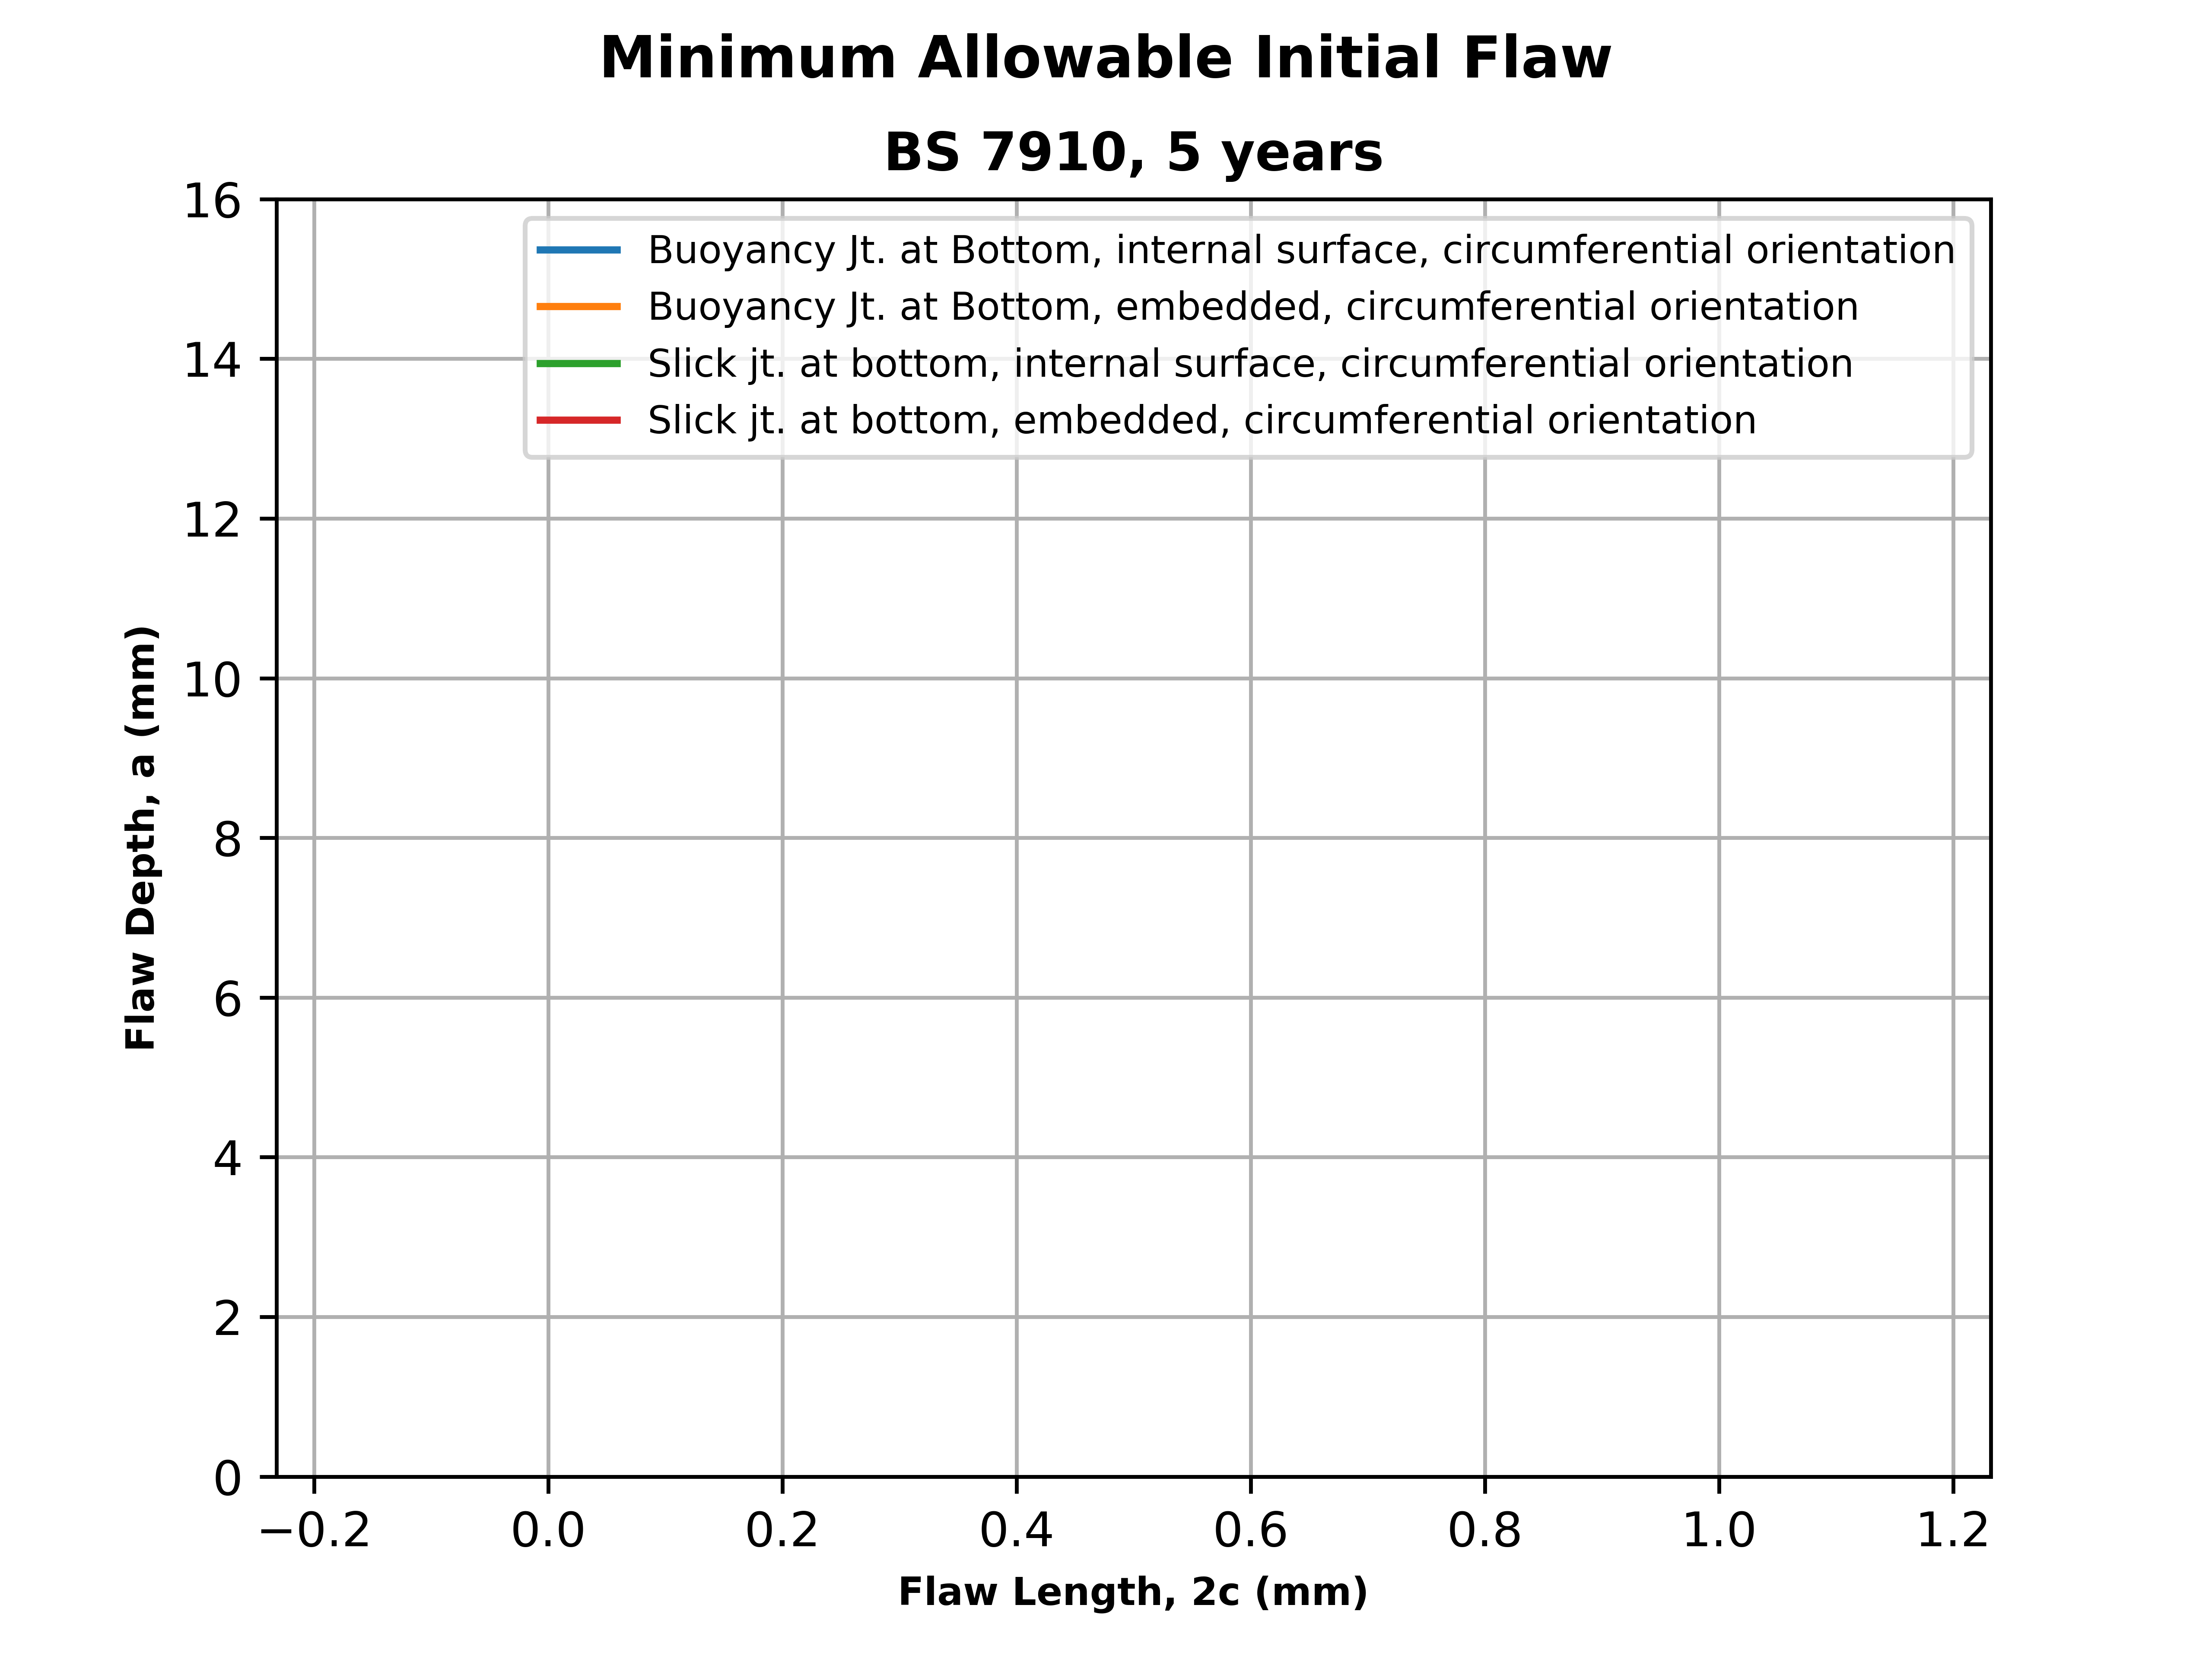 Minimum Allowable Initial Flaw
BS 7910, 5 years
16
14
12
10
8
6
4
2
0
Buoyancy Jt. at Bottom, internal surface, circumferential orientation
Buoyancy Jt. at Bottom, embedded, circumferential orientation
Slick jt. at bottom, internal surface, circumferential orientation
Slick jt. at bottom, embedded, circumferential orientation
Flaw Depth, a (mm)
−0.2 0.0 0.2 0.4 0.6 0.8 1.0 1.2
Flaw Length, 2c (mm)